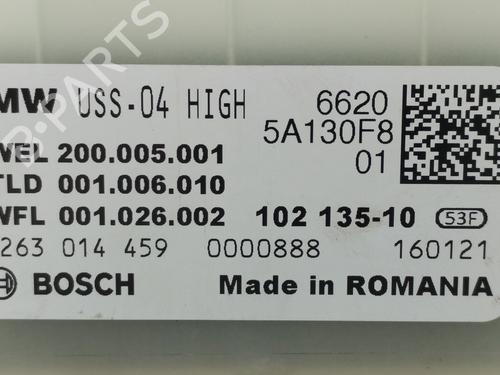 MW USS-04 HIGH 6620
5A130F8
WEL 200.005.001 01
TLD 001.006.010
WFL 001.026.002 102 135-10 53F
263 014 459 0000888 160121
BOSCH Made in ROMANIA
B-PARTS